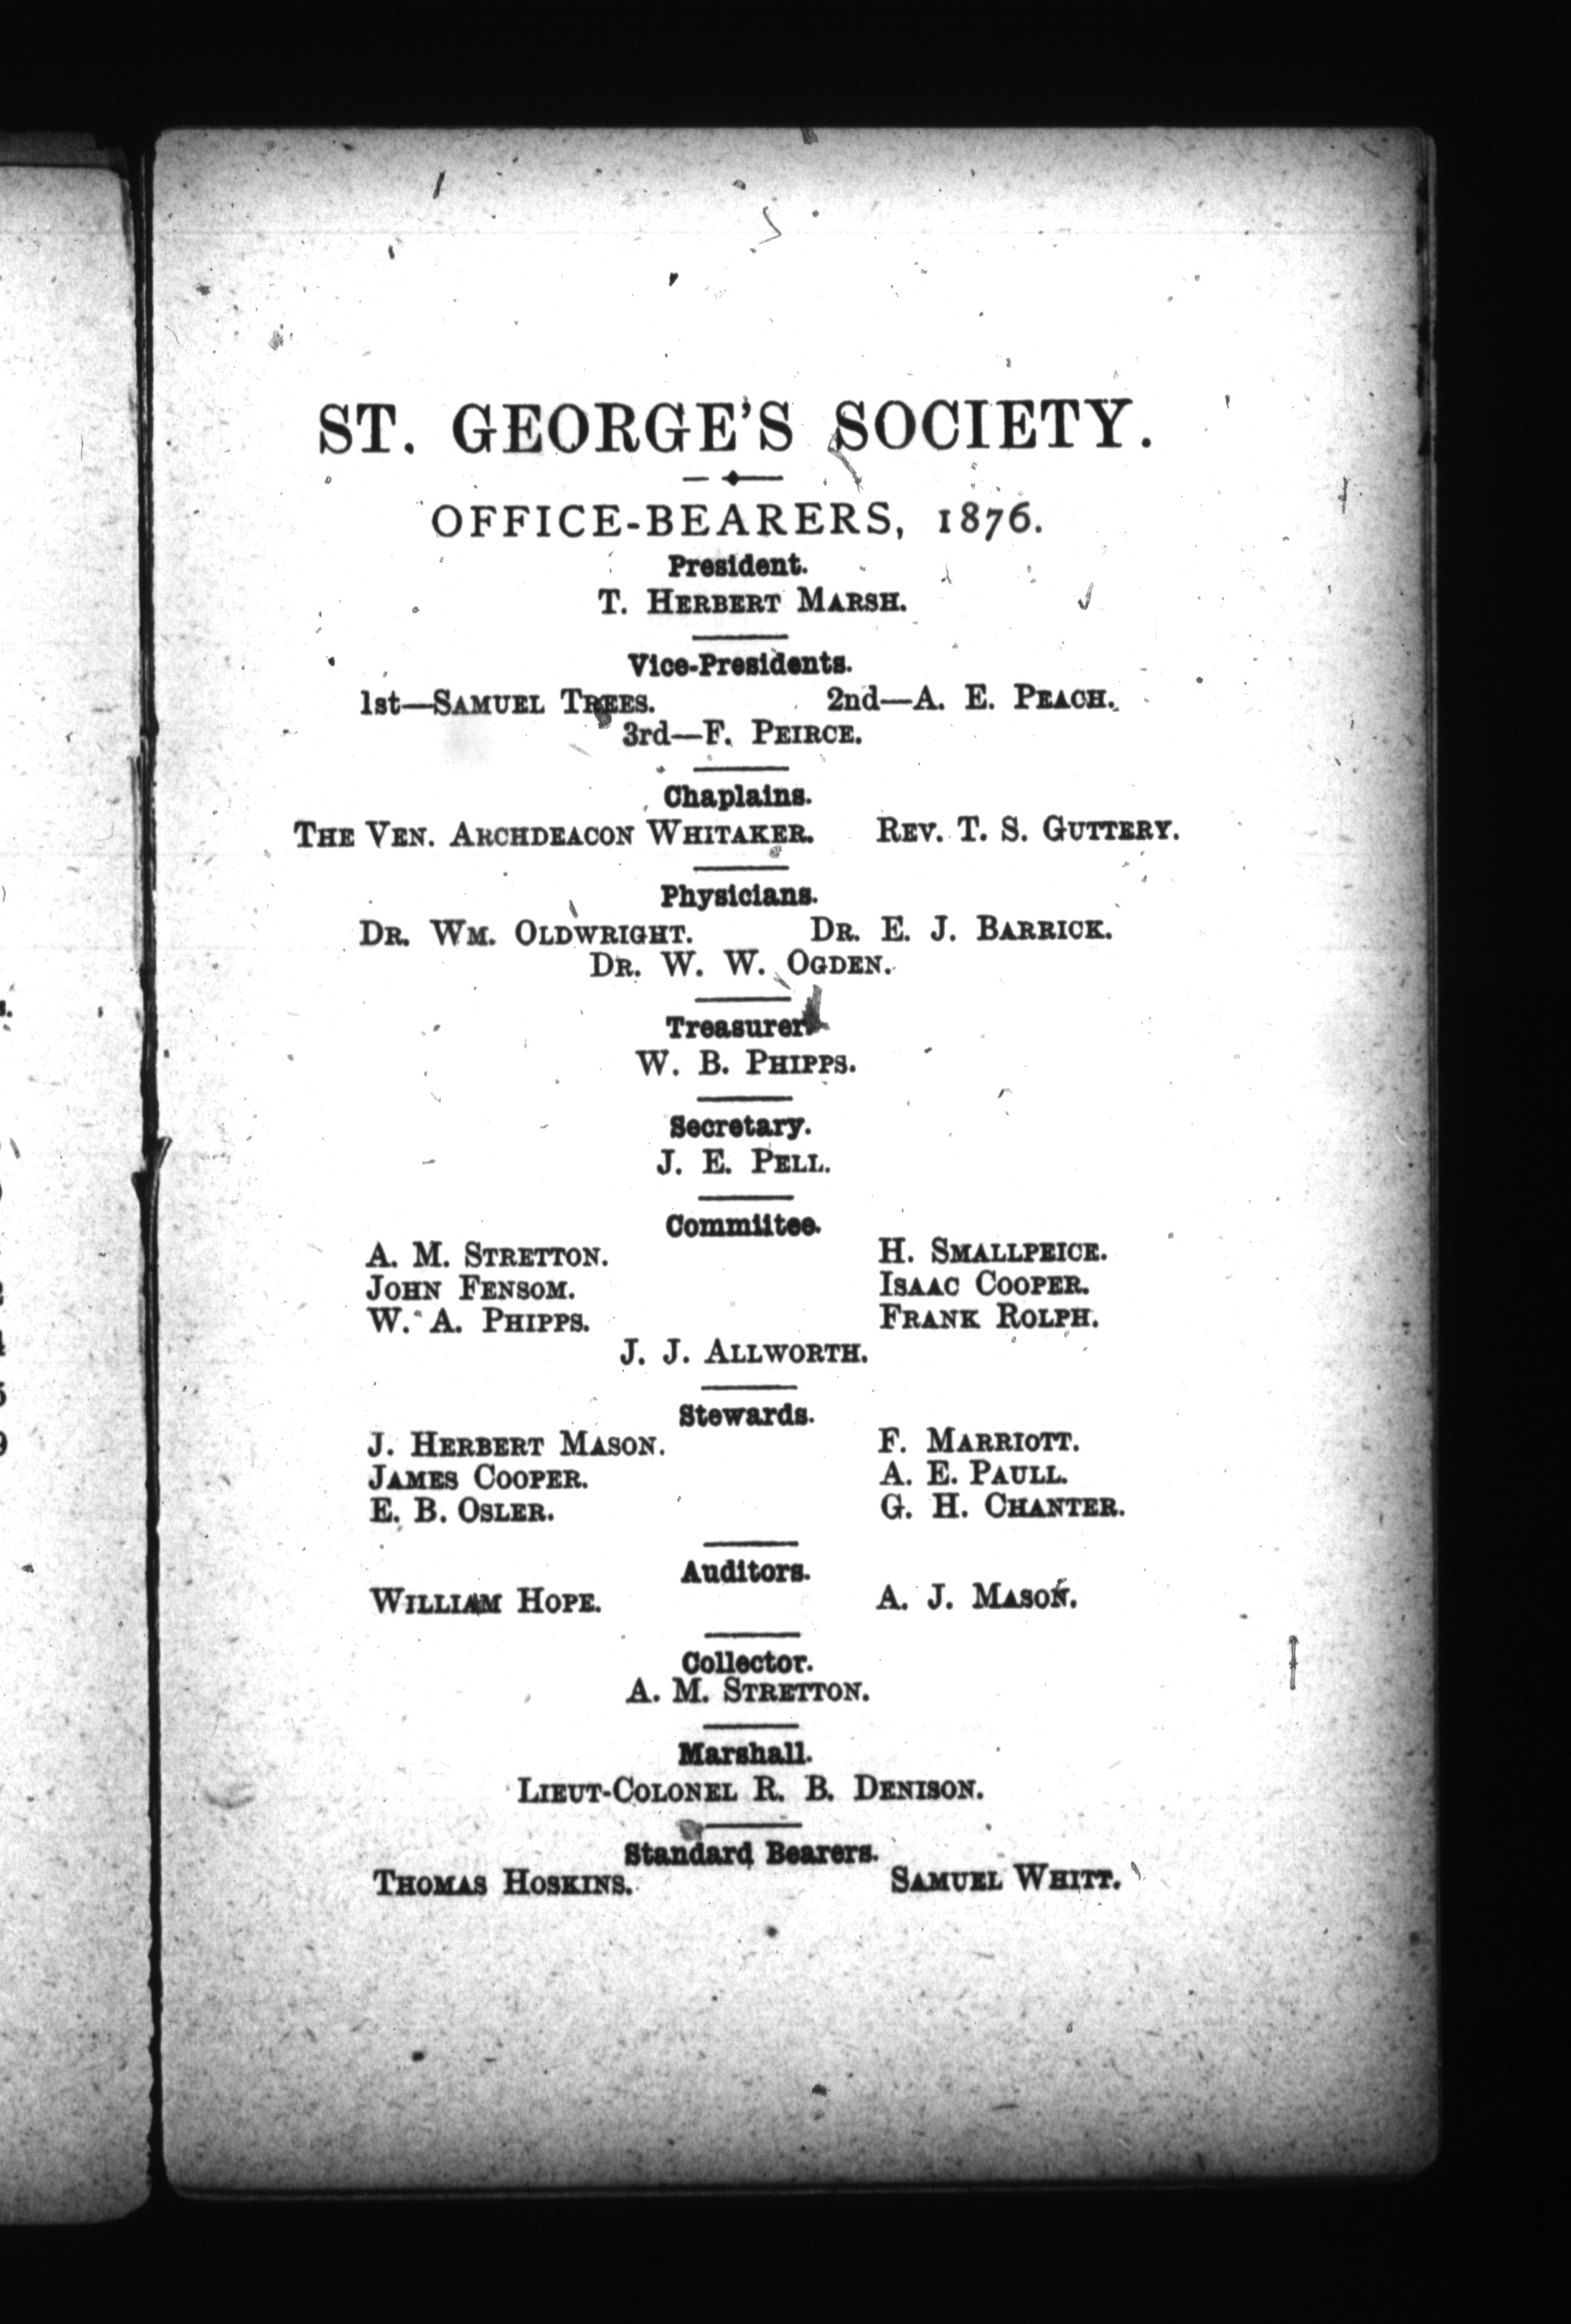 ST. GEORGE'S SOCIETY.
OFFICE-BEARERS, 1876.
President.
T. HERBERT MARSH.
Vice-Presidents.
1st—SAMUEL TREES. 2nd—A. E. PEACH.
3rd—F. PEIRCE.
Chaplains.
THE VEN. ARCHDEACON WHITAKER. REV. T. S. GUTTERY.
Physicians.
DR. WM. OLDWRIGHT. DR. E. J. BARRICK.
DR. W. W. OGDEN.
Treasurer.
W. B. PHIPPS.
Secretary.
J. E. PELL.
Commiitee.
A. M. STRETTON. H. SMALLPEICE.
JOHN FENSOM. ISAAC COOPER.
W. A. PHIPPS. FRANK ROLPH.
J. J. ALLWORTH.
Stewards.
J. HERBERT MASON. F. MARRIOTT.
JAMES COOPER. A. E. PAULL.
E. B. OSLER. G. H. CHANTER.
Auditors.
WILLIAM HOPE. A. J. MASON.
Collector.
A. M. STRETTON.
Marshall.
LIEUT-COLONEL R. B. DENISON.
Standard Bearers.
THOMAS HOSKINS. SAMUEL WHITT.